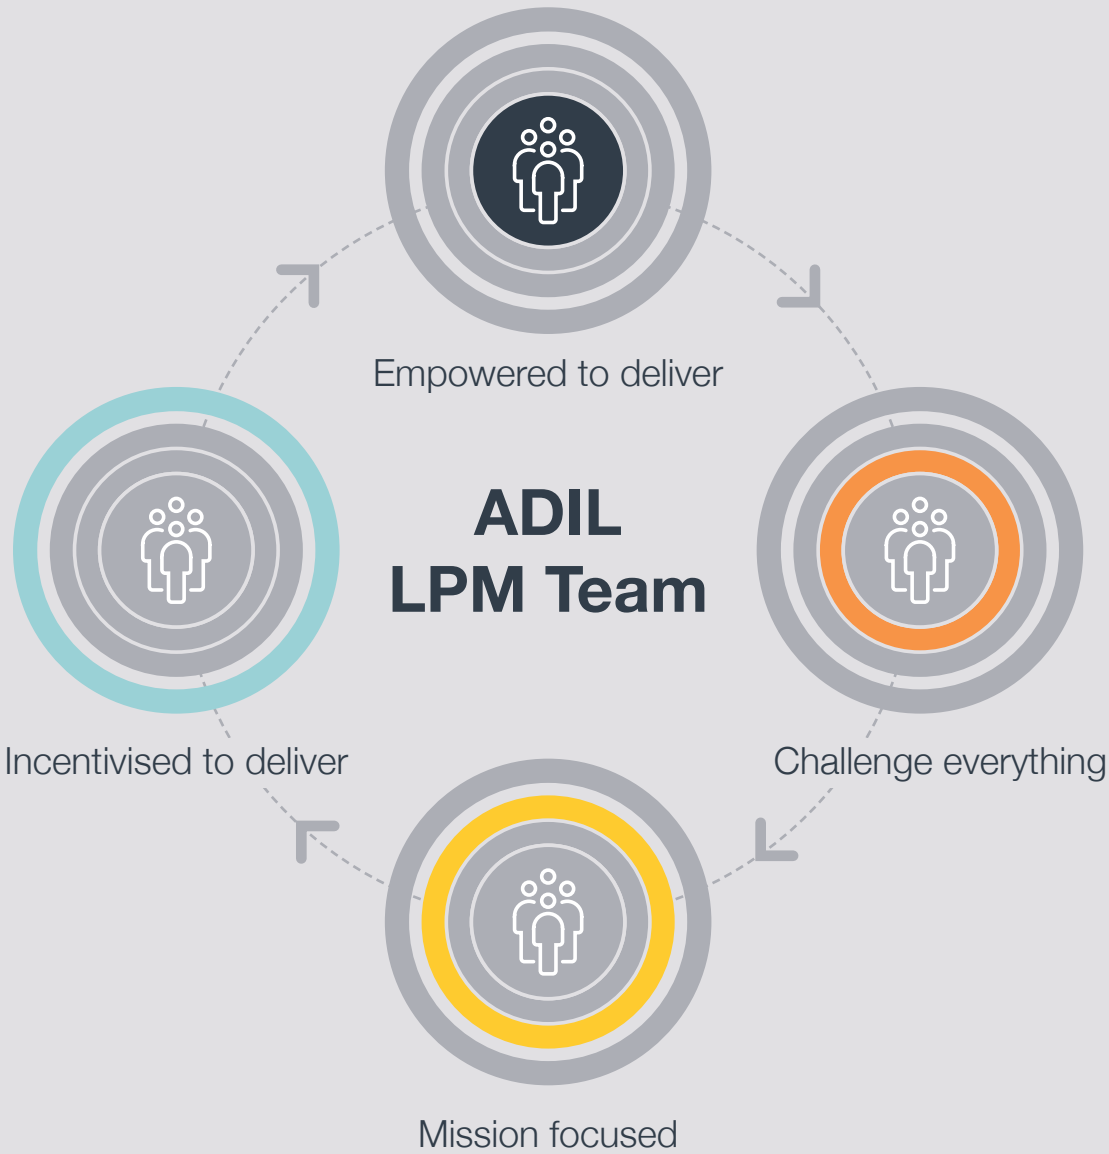 Empowered to deliver
ADIL
LPM Team
Incentivised to deliver
Challenge everything
Mission focused